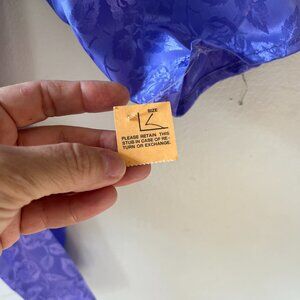 SIZE
PLEASE RETAIN THIS
STUB IN CASE OF RE-
TURN OR EXCHANGE.